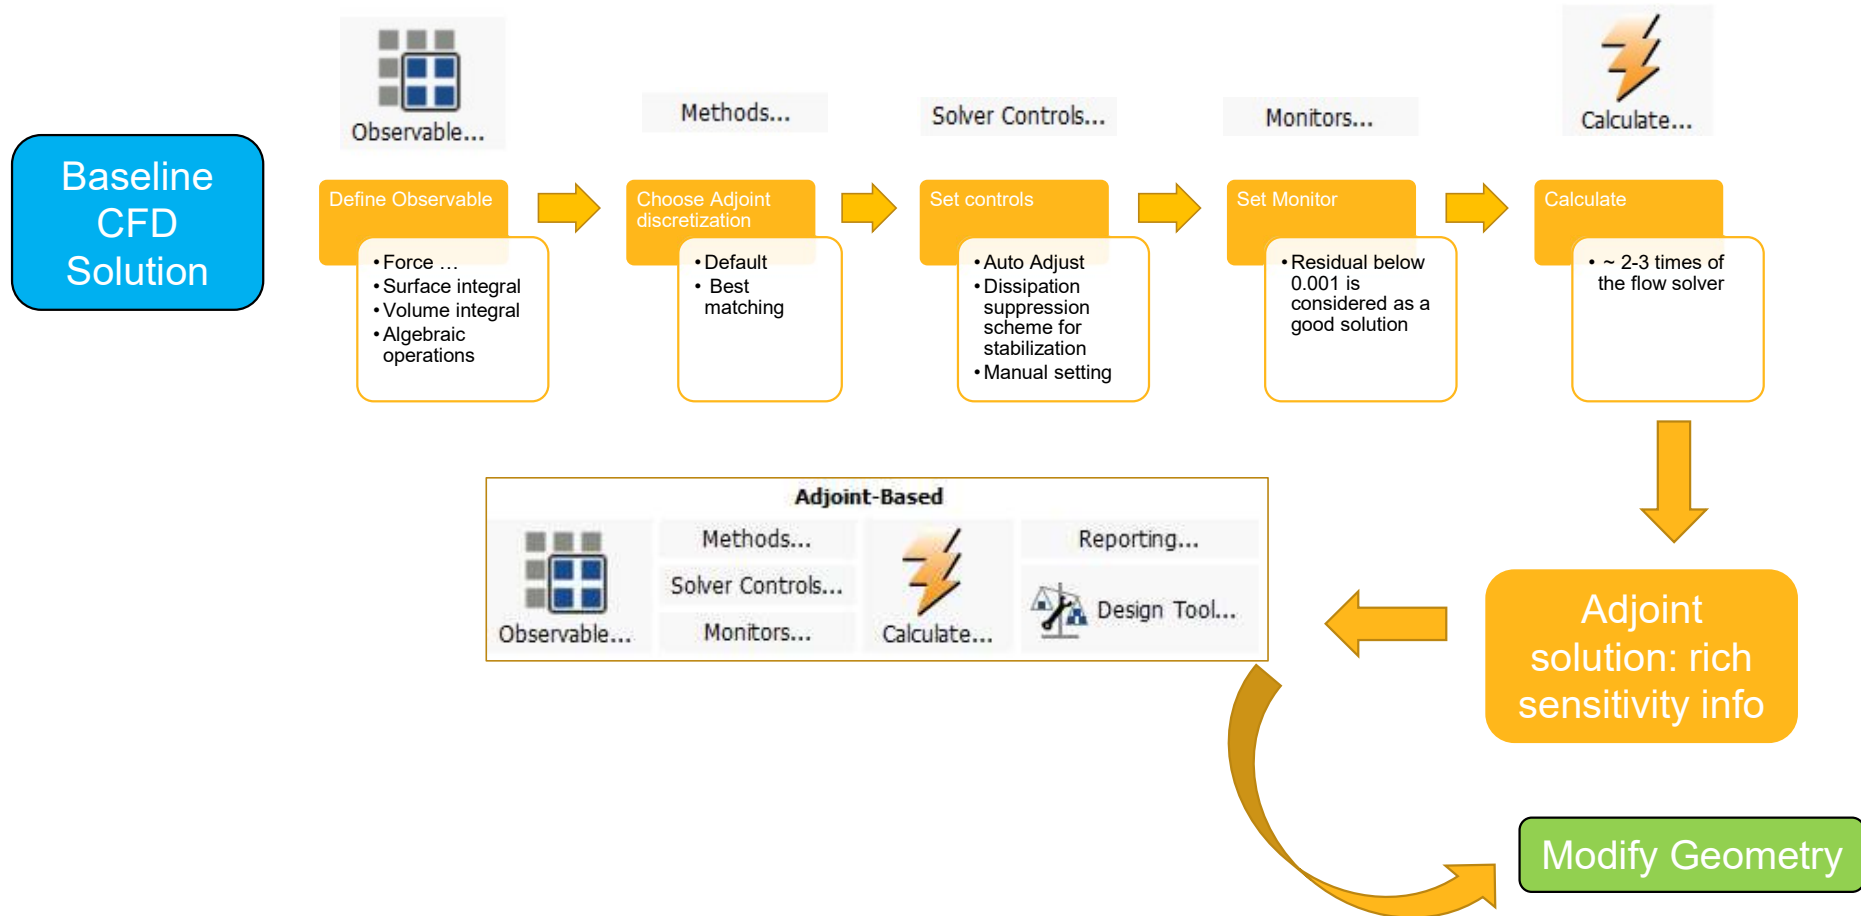 Observable...
Methods...
Solver Controls...
Monitors...
Calculate...
Baseline
CFD
Solution
Define Observable
• Force ...
• Surface integral
• Volume integral
• Algebraic
operations
Choose Adjoint
discretization
• Default
• Best
matching
Set controls
• Auto Adjust
• Dissipation
suppression
scheme for
stabilization
• Manual setting
Set Monitor
• Residual below
0.001 is
considered as a
good solution
Calculate
• ~ 2-3 times of
the flow solver
Adjoint-Based
Observable...
Methods...
Solver Controls...
Monitors...
Calculate...
Reporting...
Design Tool...
Adjoint
solution: rich
sensitivity info
Modify Geometry